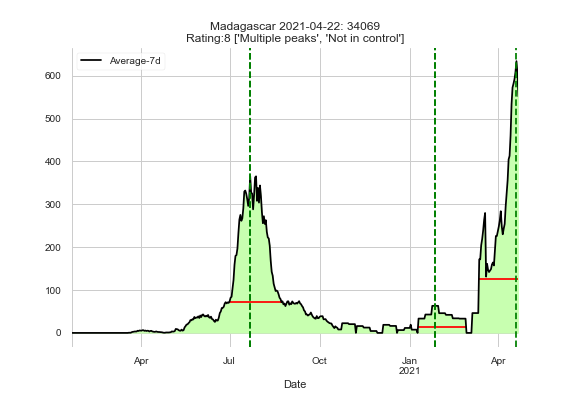 Madagascar 2021-04-22: 34069
Rating:8 ['Multiple peaks', 'Not in control']
Average-7d
600
500
400
300
200
100
0
Apr
Jul
Oct
Jan
2021
Apr
Date